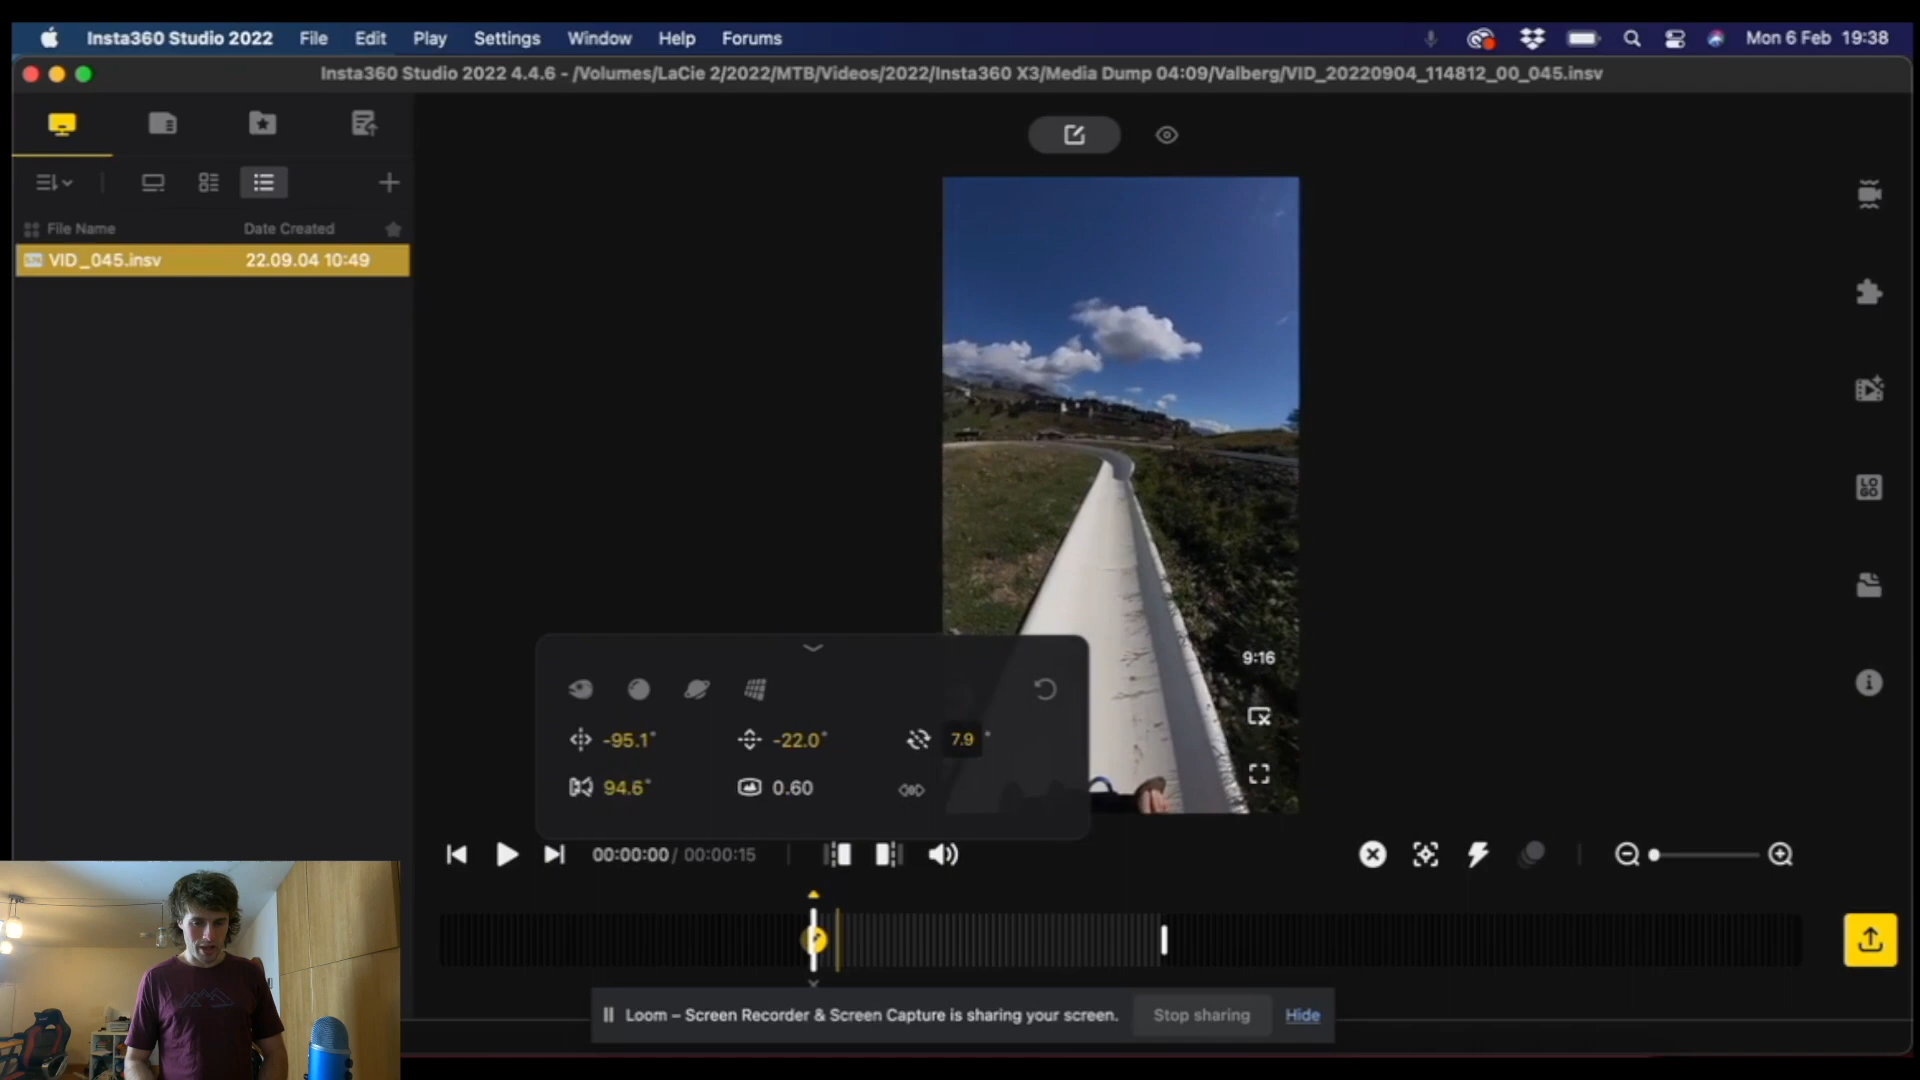 Insta360 Studio 2022 File Edit Play Settings Window Help Forums Mon 6 Feb 19:38
Insta360 Studio 2022 4.4.6 - /Volumes/LaCie 2/2022/MTB/Videos/2022/Insta360 X3/Media Dump 04:09/Valberg/VID_20220904_114812_00_045.insv
File Name Date Created
VID_045.insv 22.09.04 10:49
LOGO
9:16
-95.1° -22.0° 7.9 °
94.6° 0.60
00:00:00 / 00:00:15
Loom – Screen Recorder & Screen Capture is sharing your screen. Stop sharing Hide